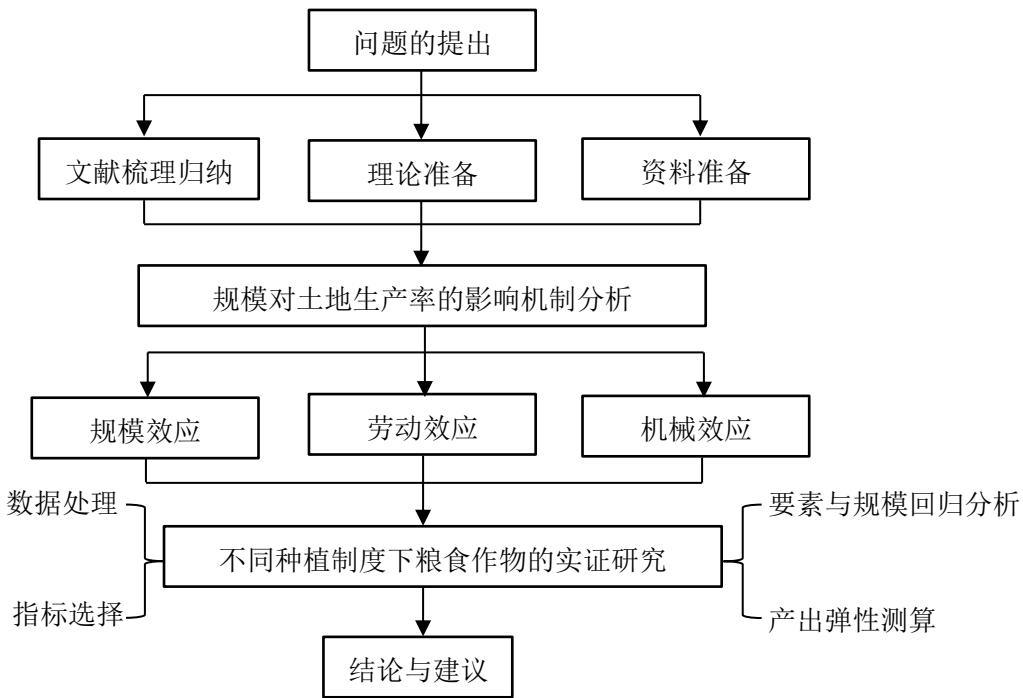 问题的提出
文献梳理归纳
理论准备
资料准备
规模对土地生产率的影响机制分析
规模效应
劳动效应
机械效应
数据处理
要素与规模回归分析
不同种植制度下粮食作物的实证研究
指标选择
产出弹性测算
结论与建议